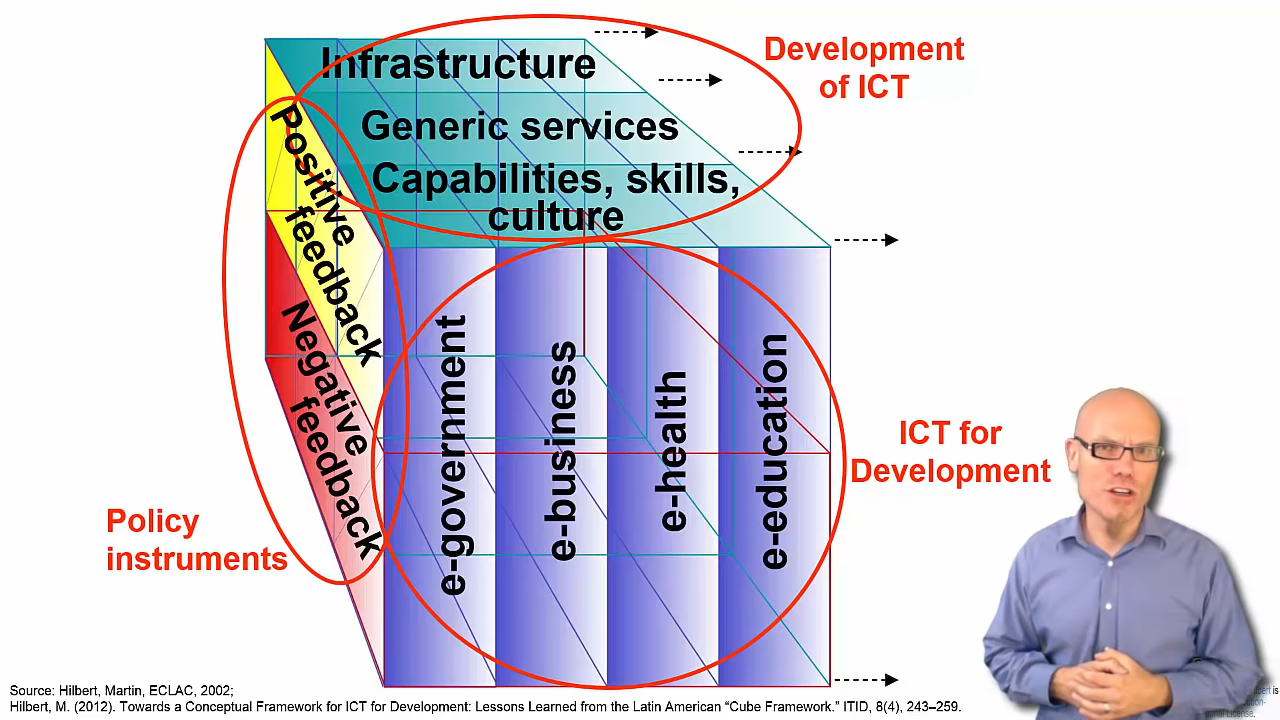 Infrastructure
Generic services
Capabilities, skills,
culture
Development
of ICT
Positive
feedback
Negative
feedback
e-government
e-business
e-health
e-education
ICT for
Development
Policy
instruments
Source: Hilbert, Martin, ECLAC, 2002;
Hilbert, M. (2012). Towards a Conceptual Framework for ICT for Development: Lessons Learned from the Latin American “Cube Framework.” ITID, 8(4), 243–259.
License.